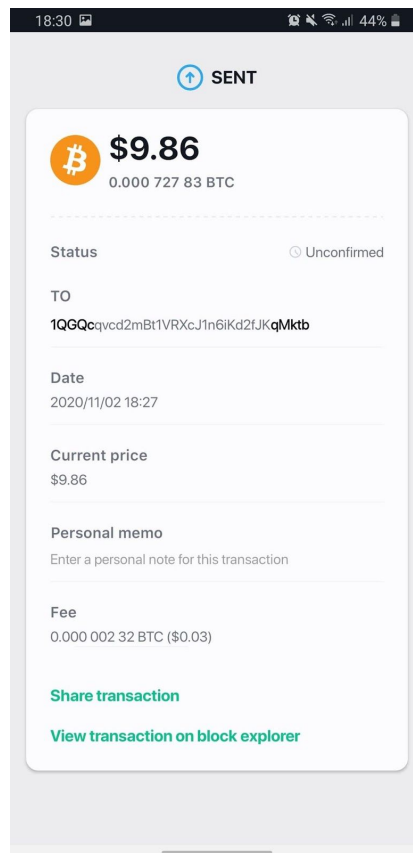 18:30 44%
SENT
$9.86
0.000 727 83 BTC
Status Unconfirmed
TO
1QGQcqvcd2mBt1VRXcJ1n6iKd2fJKqMktb
Date
2020/11/02 18:27
Current price
$9.86
Personal memo
Enter a personal note for this transaction
Fee
0.000 002 32 BTC ($0.03)
Share transaction
View transaction on block explorer